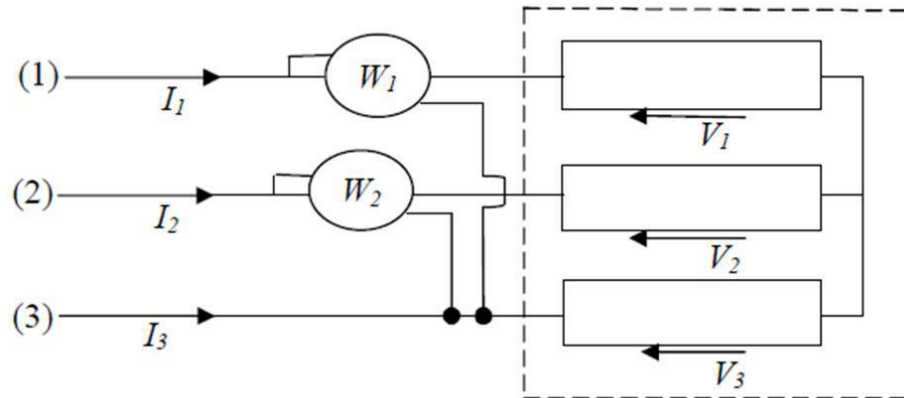 (1)
I₁
W₁
V₁
(2)
I₂
W₂
V₂
(3)
I₃
V₃